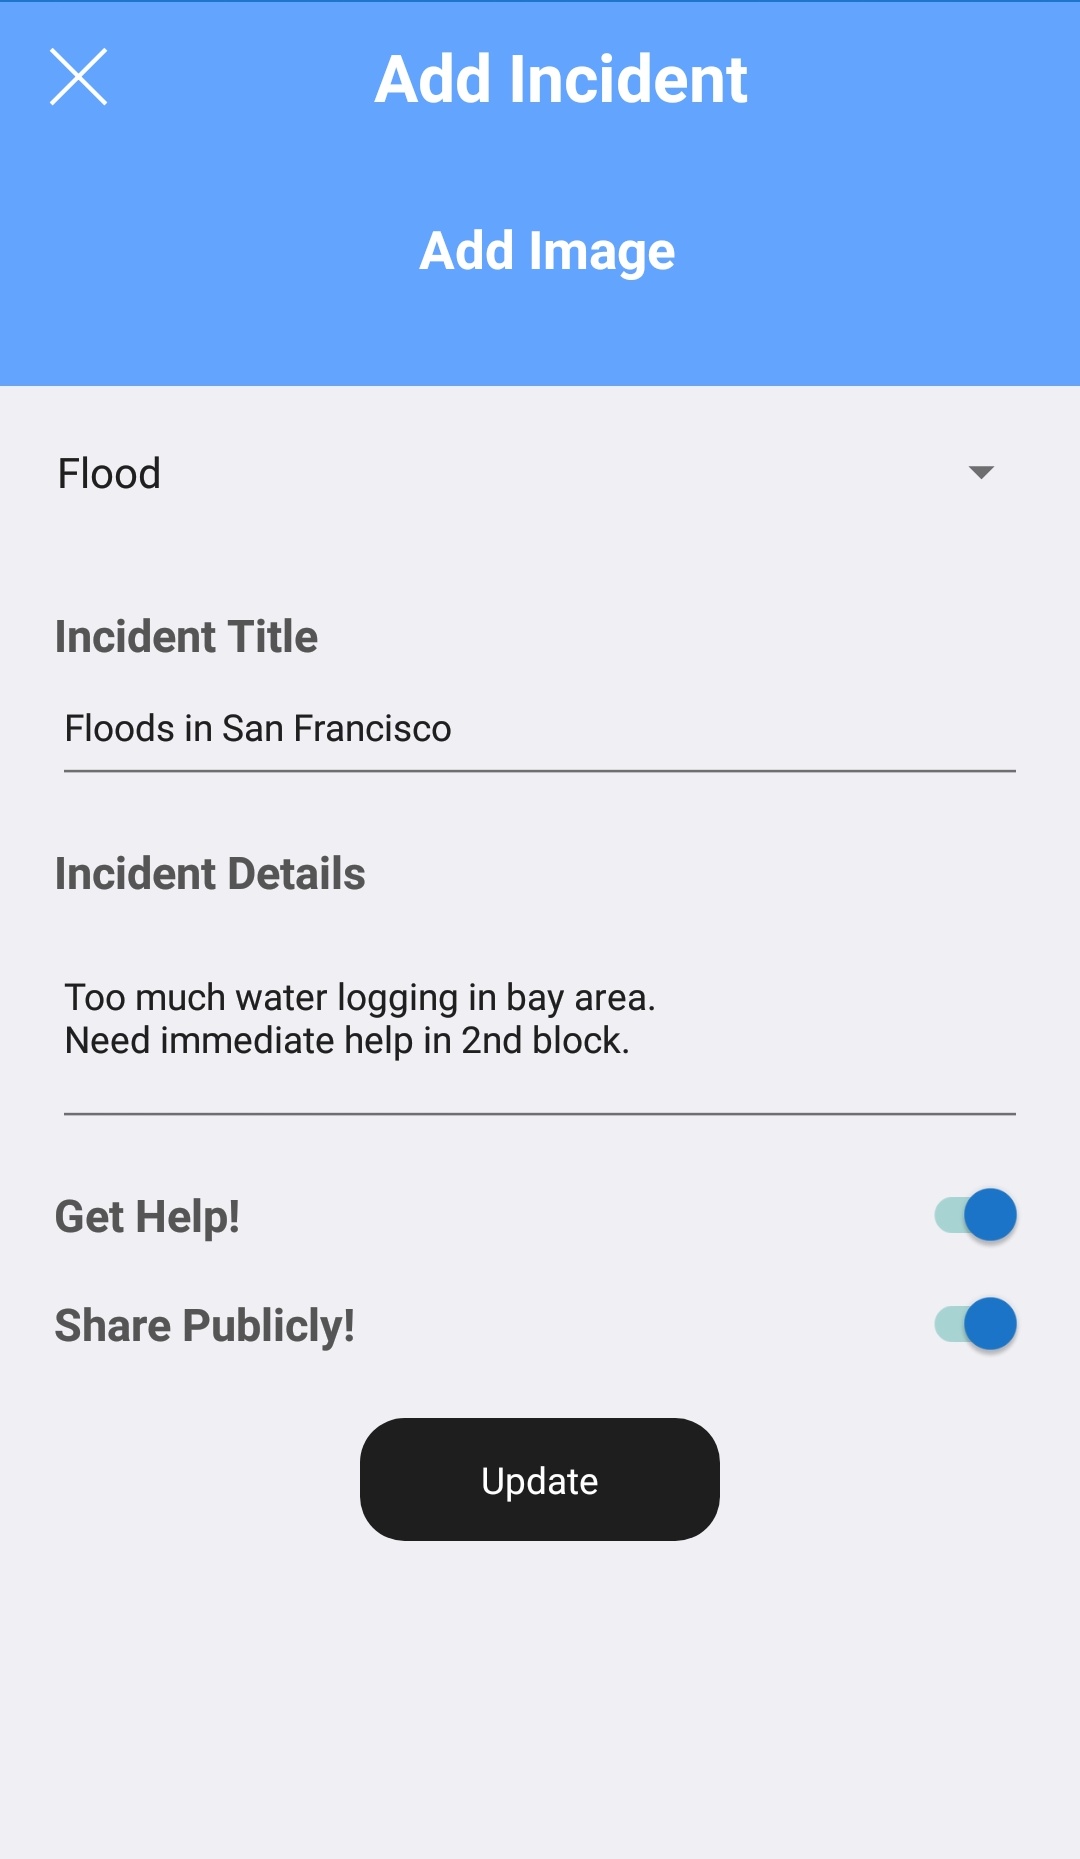 Add Incident
Add Image
Flood
Incident Title
Floods in San Francisco
Incident Details
Too much water logging in bay area.
Need immediate help in 2nd block.
Get Help!
Share Publicly!
Update